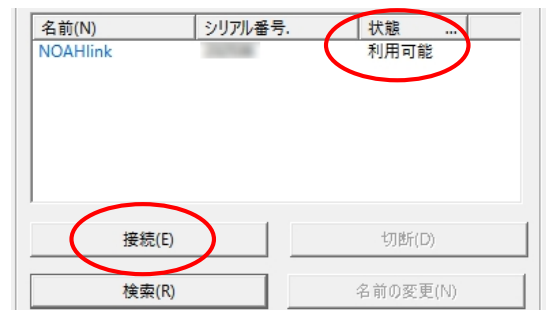 名前(N) シリアル番号. 状態 ...
NOAHlink 利用可能
接続(E) 切断(D)
検索(R) 名前の変更(N)